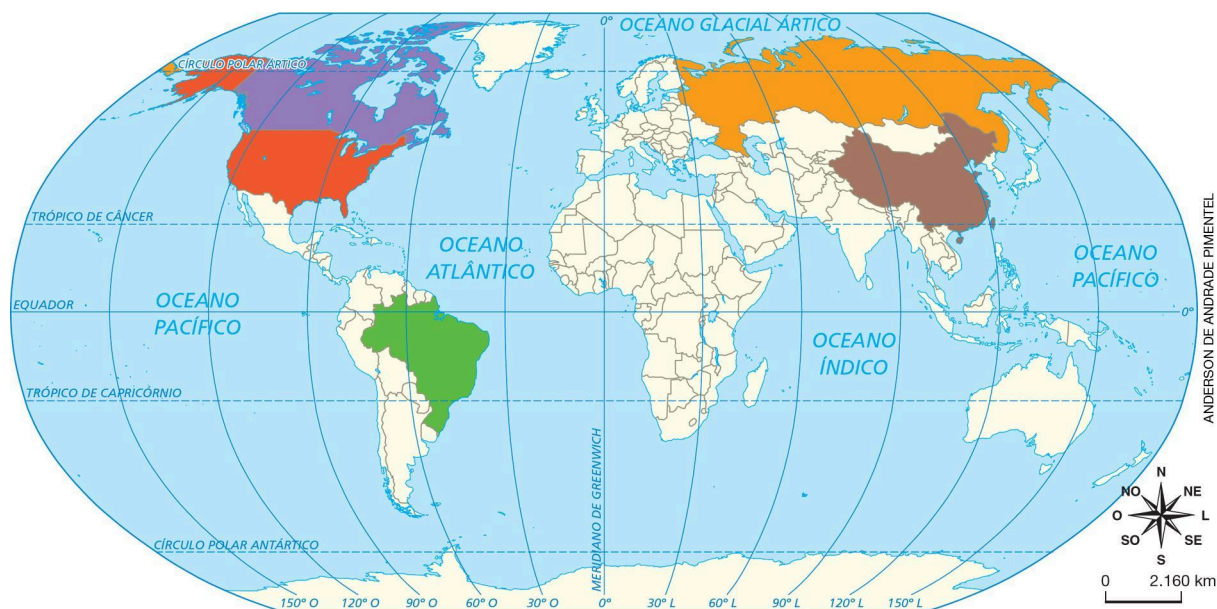 0°
OCEANO GLACIAL ÁRTICO
CÍRCULO POLAR ÁRTICO
TRÓPICO DE CÂNCER
OCEANO
ATLÂNTICO
OCEANO
PACÍFICO
EQUADOR
OCEANO
PACÍFICO
0°
OCEANO
ÍNDICO
TRÓPICO DE CAPRICÓRNIO
MERIDIANO DE GREENWICH
CÍRCULO POLAR ANTÁRTICO
150° O
120° O
90° O
60° O
30° O
0°
30° L
60° L
90° L
120° L
150° L
ANDERSON DE ANDRADE PIMENTEL
N
NO
NE
O
L
SO
SE
S
0
2.160 km